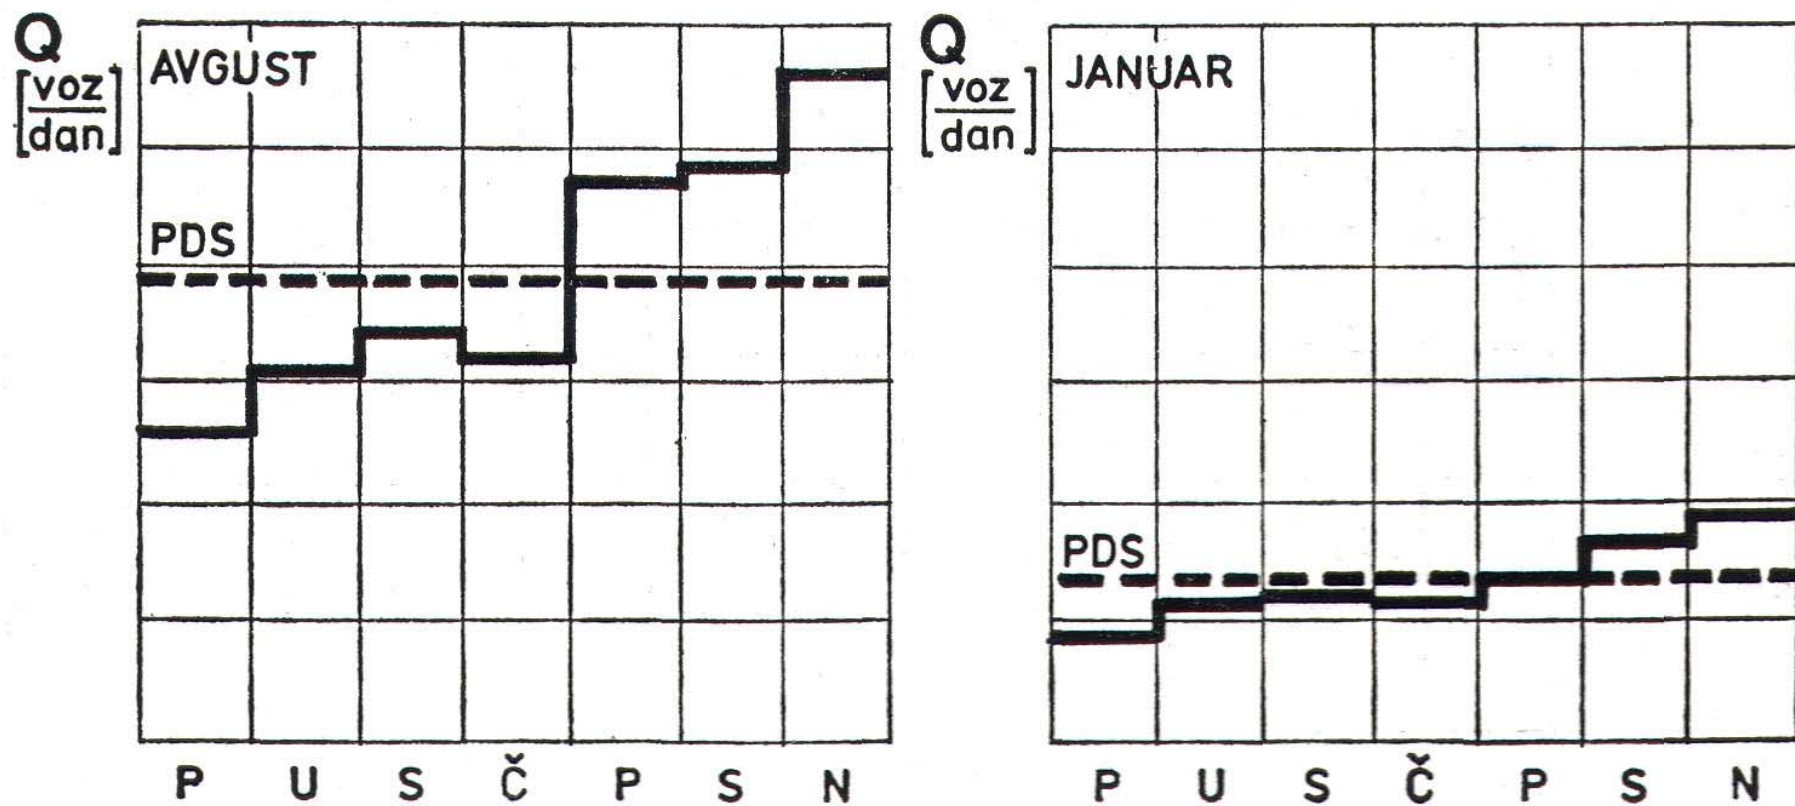 Q
[voz/dan]
AVGUST
PDS
P U S Č P S N
Q
[voz/dan]
JANUAR
PDS
P U S Č P S N